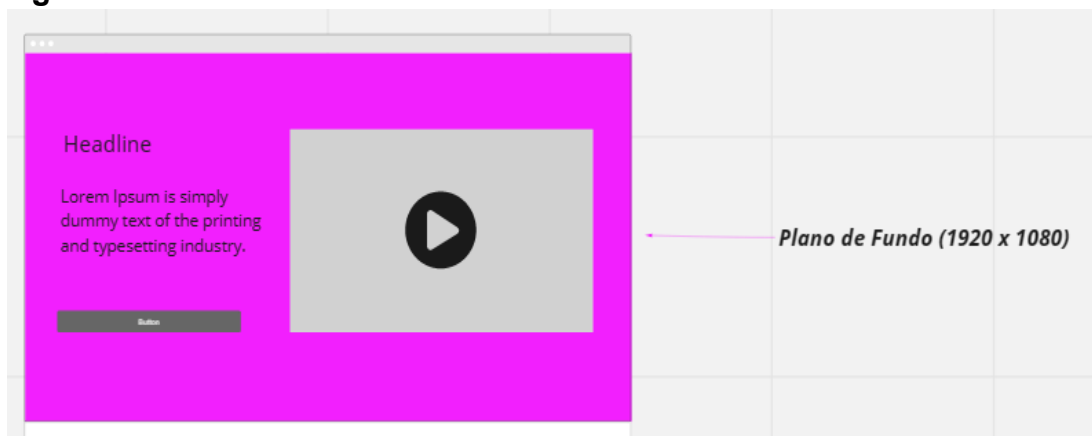 Headline
Lorem Ipsum is simply
dummy text of the printing
and typesetting industry.
Button
Plano de Fundo (1920 x 1080)